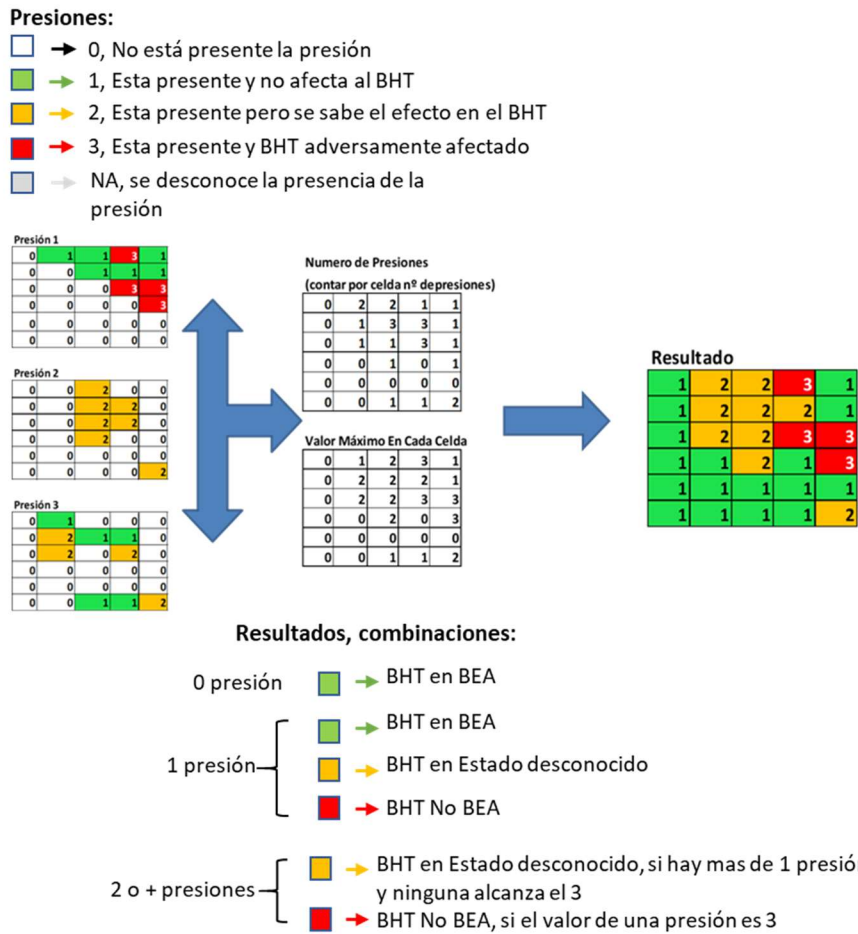 Presiones:
0, No está presente la presión
1, Esta presente y no afecta al BHT
2, Esta presente pero se sabe el efecto en el BHT
3, Esta presente y BHT adversamente afectado
NA, se desconoce la presencia de la
presión
Presión 1
0 1 1 3 1
0 0 1 1 1
0 0 0 3 3
0 0 0 0 3
0 0 0 0 0
0 0 0 0 0
Presión 2
0 0 2 0 0
0 0 2 2 0
0 0 2 2 0
0 0 2 0 0
0 0 0 0 0
0 0 0 0 2
Presión 3
0 1 0 0 0
0 2 1 1 0
0 2 0 2 0
0 0 0 0 0
0 0 0 0 0
0 0 1 1 2
Numero de Presiones
(contar por celda nº depresiones)
0 2 2 1 1
0 1 3 3 1
0 1 1 3 1
0 0 1 0 1
0 0 0 0 0
0 0 1 1 2
Valor Máximo En Cada Celda
0 1 2 3 1
0 2 2 2 1
0 2 2 3 3
0 0 2 0 3
0 0 0 0 0
0 0 1 1 2
Resultado
1 2 2 3 1
1 2 2 2 1
1 2 2 3 3
1 1 2 1 3
1 1 1 1 1
1 1 1 1 2
Resultados, combinaciones:
0 presión
BHT en BEA
1 presión
BHT en BEA
BHT en Estado desconocido
BHT No BEA
2 o + presiones
BHT en Estado desconocido, si hay mas de 1 presión
y ninguna alcanza el 3
BHT No BEA, si el valor de una presión es 3